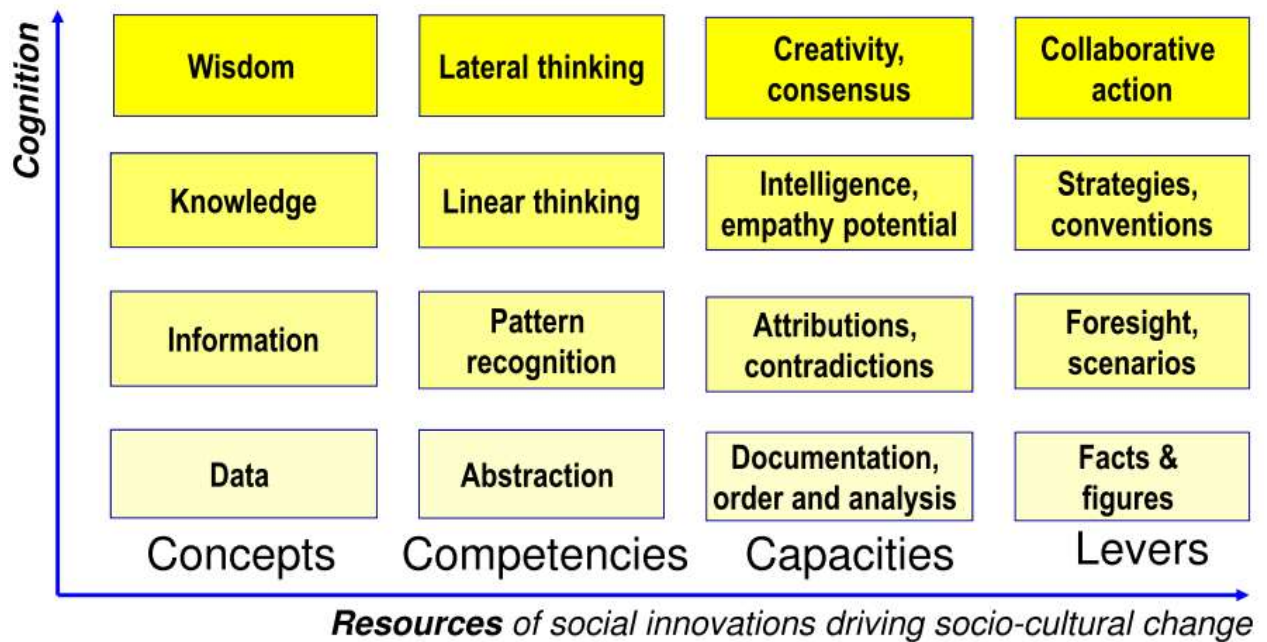 Cognition
Wisdom
Lateral thinking
Creativity,
consensus
Collaborative
action
Knowledge
Linear thinking
Intelligence,
empathy potential
Strategies,
conventions
Information
Pattern
recognition
Attributions,
contradictions
Foresight,
scenarios
Data
Abstraction
Documentation,
order and analysis
Facts &
figures
Concepts
Competencies
Capacities
Levers
Resources of social innovations driving socio-cultural change